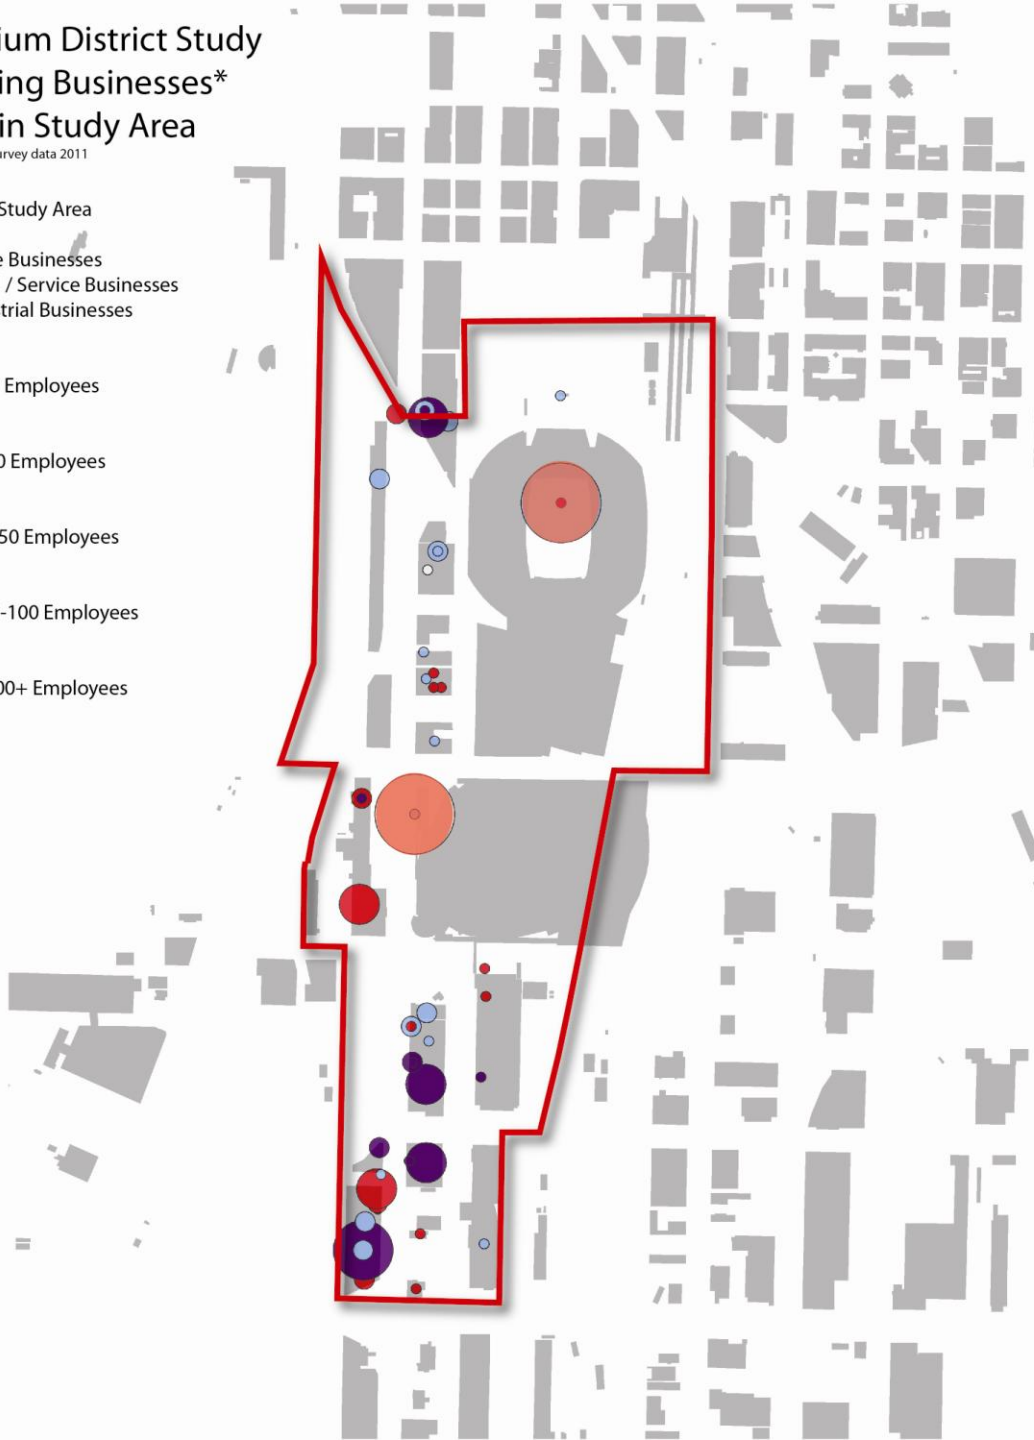 ium District Study
ing Businesses*
in Study Area
urvey data 2011
Study Area
e Businesses
/ Service Businesses
trial Businesses
Employees
0 Employees
50 Employees
-100 Employees
00+ Employees